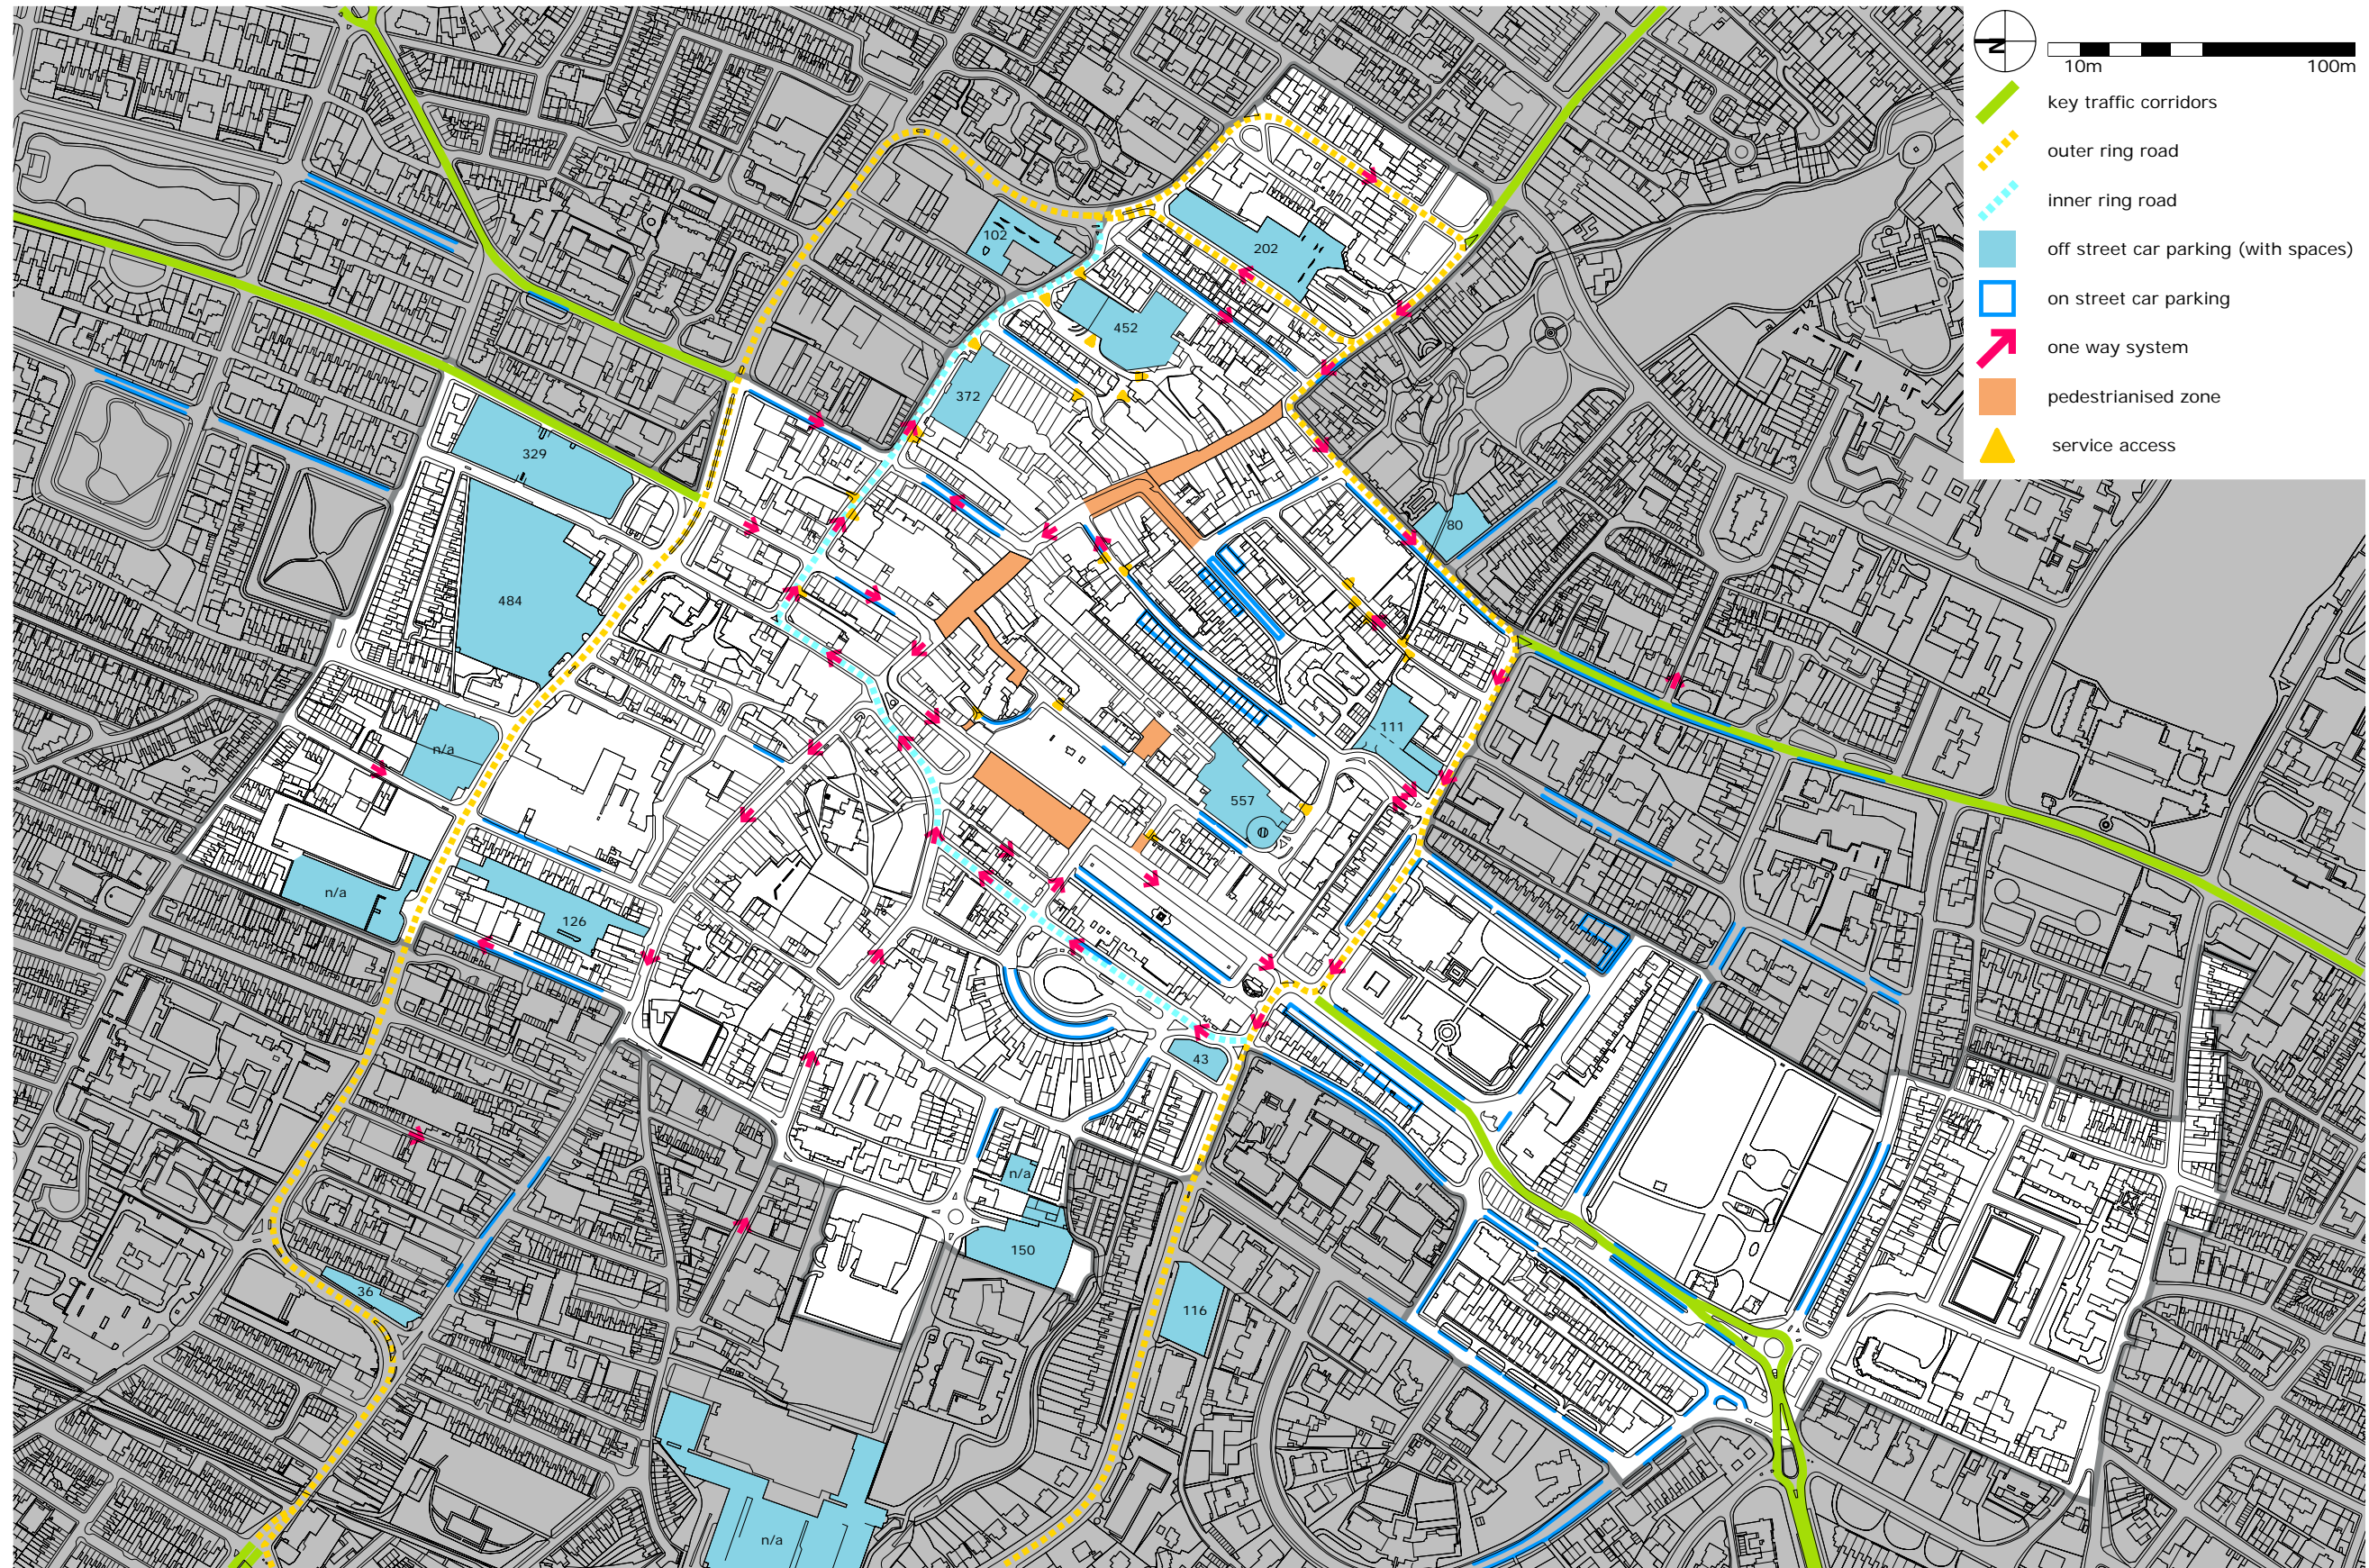 N
10m 100m
key traffic corridors
outer ring road
inner ring road
off street car parking (with spaces)
on street car parking
one way system
pedestrianised zone
service access
102
202
452
372
329
80
484
111
n/a
557
n/a
126
43
n/a
150
36
116
n/a